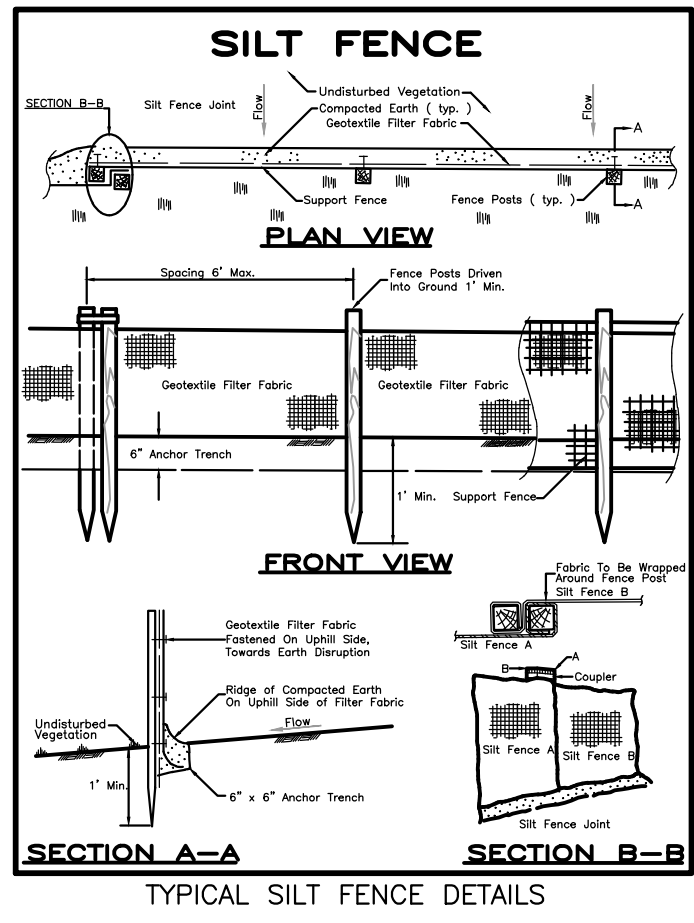 SILT FENCE
SECTION B-B
Silt Fence Joint
Flow
Undisturbed Vegetation
Compacted Earth ( typ. )
Geotextile Filter Fabric
Flow
A
Support Fence
Fence Posts ( typ. )
A
PLAN VIEW
Spacing 6' Max.
Fence Posts Driven
Into Ground 1' Min.
Geotextile Filter Fabric
Geotextile Filter Fabric
6" Anchor Trench
1' Min.
Support Fence
FRONT VIEW
Geotextile Filter Fabric
Fastened On Uphill Side,
Towards Earth Disruption
Ridge of Compacted Earth
On Uphill Side of Filter Fabric
Flow
Undisturbed
Vegetation
1' Min.
6" x 6" Anchor Trench
SECTION A-A
Fabric To Be Wrapped
Around Fence Post
Silt Fence B
Silt Fence A
A
B
Coupler
Silt Fence A
Silt Fence B
Silt Fence Joint
SECTION B-B
TYPICAL SILT FENCE DETAILS